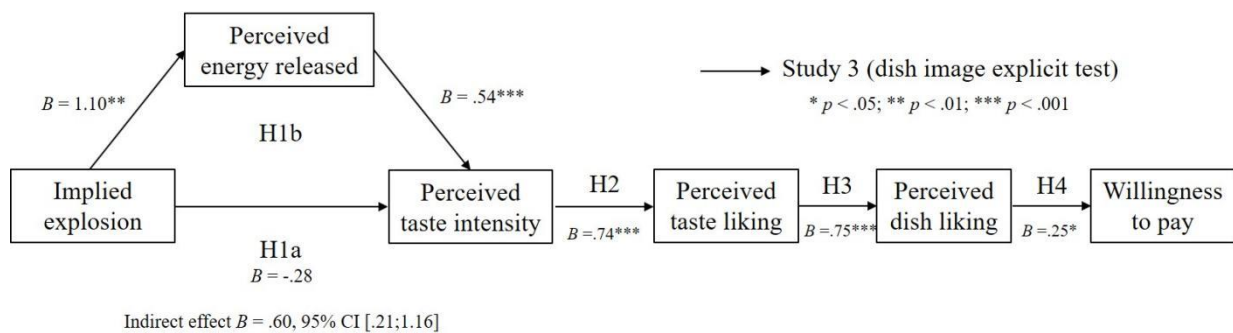 Perceived
energy released
Study 3 (dish image explicit test)
* p < .05; ** p < .01; *** p < .001
B = 1.10**
B = .54***
H1b
Implied
explosion
Perceived
taste intensity
H2
B =.74***
Perceived
taste liking
H3
B =.75***
Perceived
dish liking
H4
B =.25*
Willingness
to pay
H1a
B = -.28
Indirect effect B = .60, 95% CI [.21;1.16]